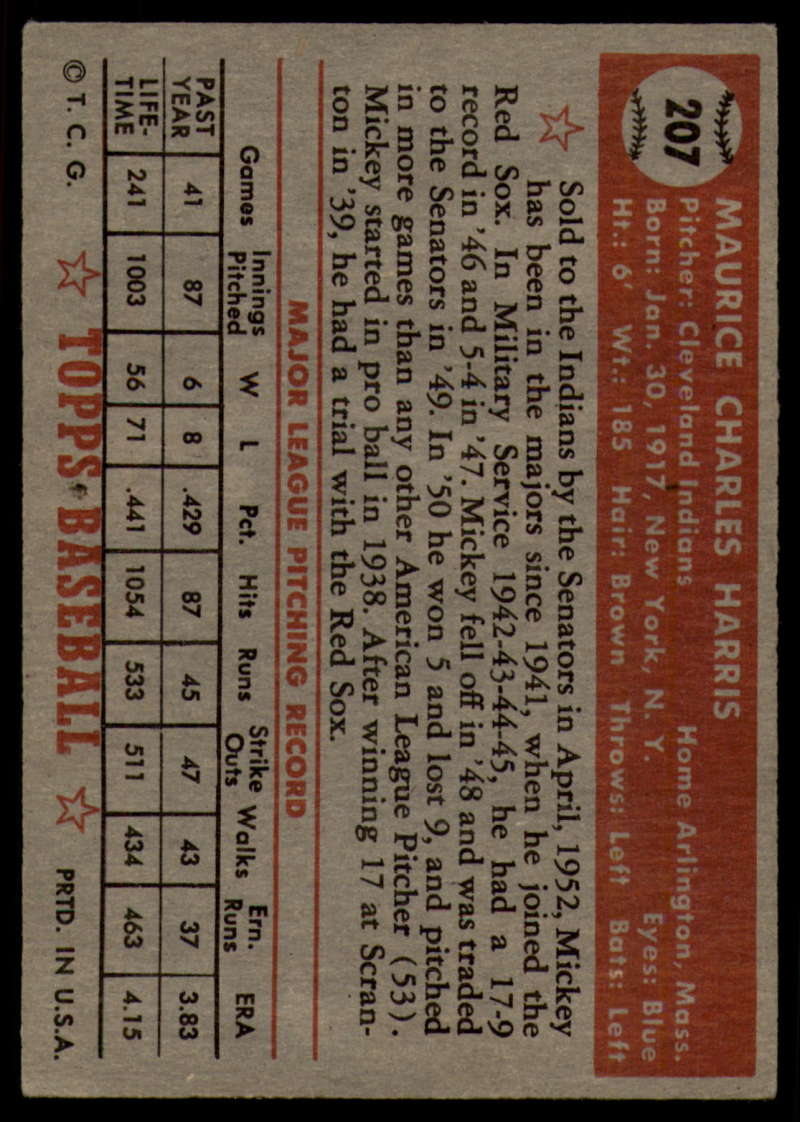 207
MAURICE CHARLES HARRIS
Pitcher: Cleveland Indians Home Arlington, Mass.
Born: Jan. 30, 1917, New York, N. Y. Eyes: Blue
Ht.: 6' Wt.: 185 Hair: Brown Throws: Left Bats: Left
Sold to the Indians by the Senators in April, 1952, Mickey
has been in the majors since 1941, when he joined the
Red Sox. In Military Service 1942-43-44-45, he had a 17-9
record in '46 and 5-4 in '47. Mickey fell off in '48 and was traded
to the Senators in '49. In '50 he won 5 and lost 9, and pitched
in more games than any other American League Pitcher (53).
Mickey started in pro ball in 1938. After winning 17 at Scran-
ton in '39, he had a trial with the Red Sox.
MAJOR LEAGUE PITCHING RECORD
Games Innings Pitched W L Pct. Hits Runs Strike Outs Walks Ern. Runs ERA
PAST YEAR 41 87 6 8 .429 87 45 47 43 37 3.83
LIFE-TIME 241 1003 56 71 .441 1054 533 511 434 463 4.15
© T. C. G. TOPPS BASEBALL PRTD. IN U.S.A.